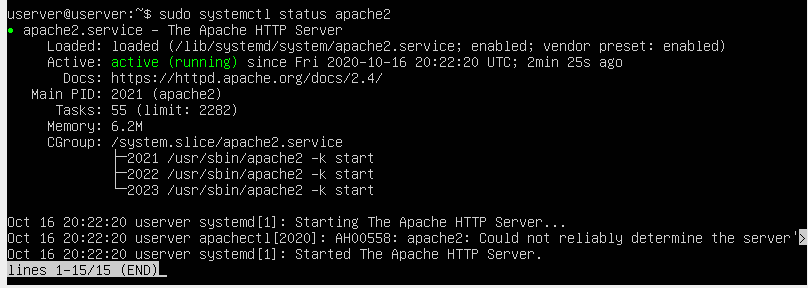 userver@userver:~$ sudo systemctl status apache2
● apache2.service – The Apache HTTP Server
     Loaded: loaded (/lib/systemd/system/apache2.service; enabled; vendor preset: enabled)
     Active: active (running) since Fri 2020-10-16 20:22:20 UTC; 2min 25s ago
       Docs: https://httpd.apache.org/docs/2.4/
   Main PID: 2021 (apache2)
      Tasks: 55 (limit: 2282)
     Memory: 6.2M
     CGroup: /system.slice/apache2.service
             ├─2021 /usr/sbin/apache2 -k start
             ├─2022 /usr/sbin/apache2 -k start
             └─2023 /usr/sbin/apache2 -k start
Oct 16 20:22:20 userver systemd[1]: Starting The Apache HTTP Server...
Oct 16 20:22:20 userver apachectl[2020]: AH00558: apache2: Could not reliably determine the server'>
Oct 16 20:22:20 userver systemd[1]: Started The Apache HTTP Server.
lines 1-15/15 (END)